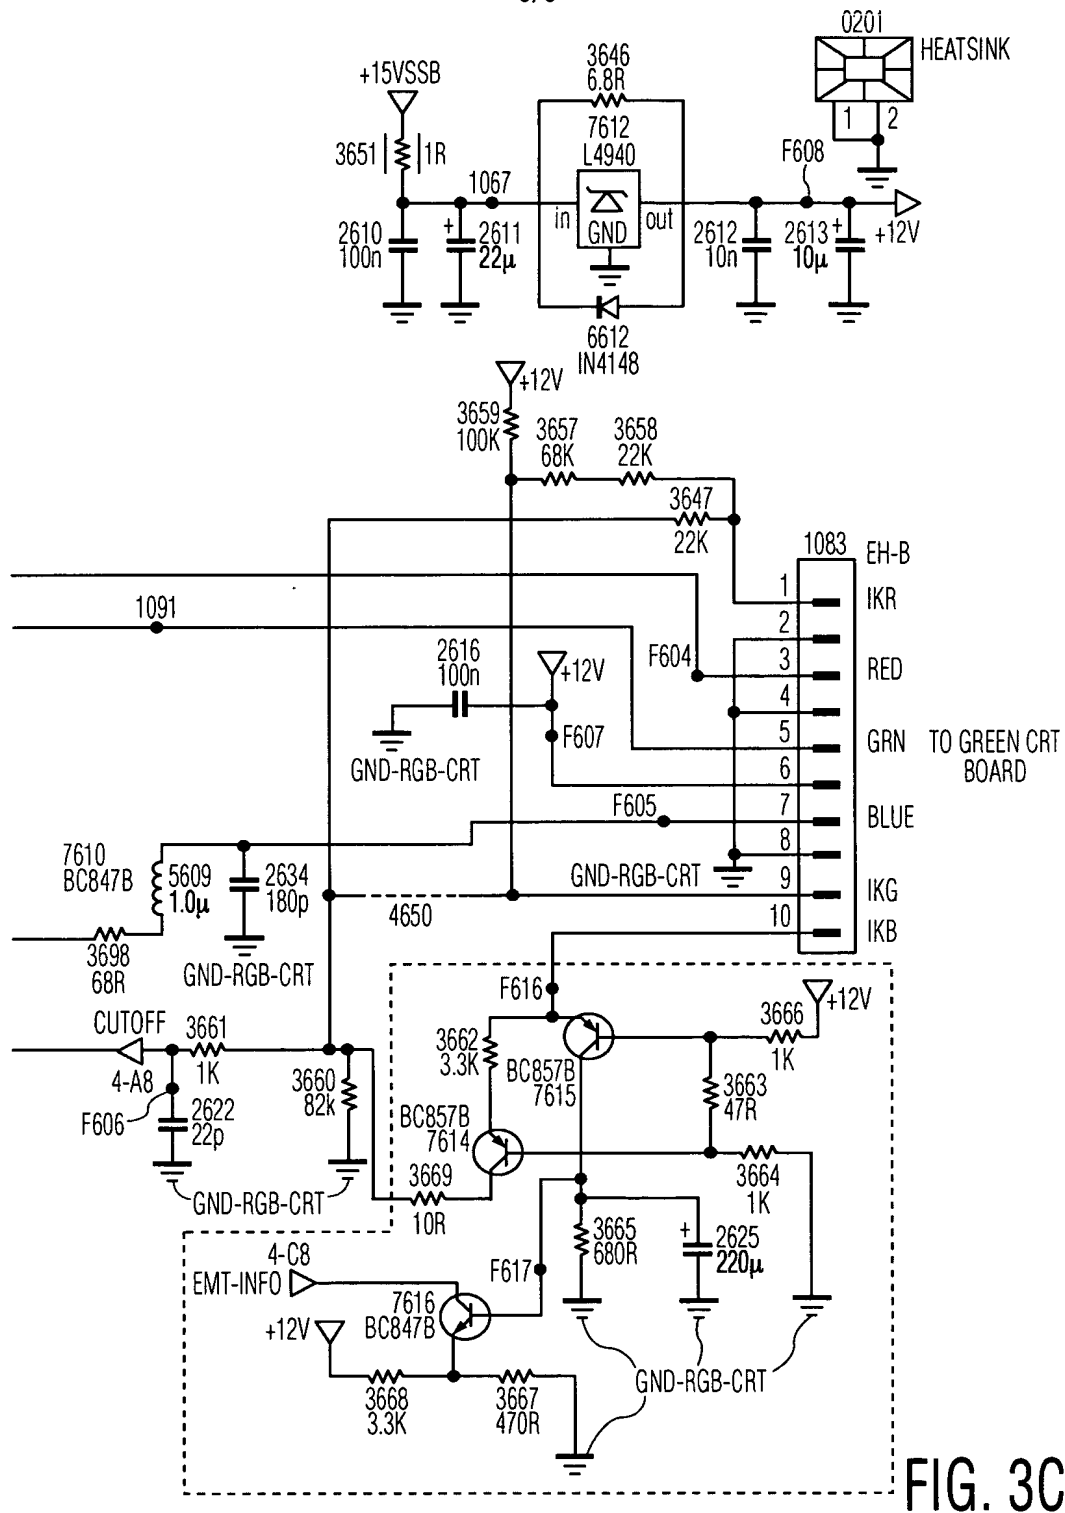 0201
HEATSINK
1 2
3646
6.8R
+15VSSB
7612
L4940
3651 1R
F608
1067
in out
GND
2610
100n
+
2611
22µ
2612
10n
2613
10µ
+
+12V
6612
IN4148
+12V
3659
100K
3657
68K
3658
22K
3647
22K
1083
EH-B
1 IKR
1091
2
F604
3 RED
2616
100n
+12V
4
F607
5 GRN
TO GREEN CRT
BOARD
GND-RGB-CRT
6
F605
7 BLUE
8
7610
BC847B
5609
1.0µ
2634
180p
GND-RGB-CRT
9 IKG
4650
10 IKB
3698
68R
GND-RGB-CRT
F616
+12V
CUTOFF
3661
1K
4-A8
3662
3.3K
BC857B
7615
3666
1K
3660
82k
3663
47R
F606
2622
22p
BC857B
7614
3664
1K
GND-RGB-CRT
3669
10R
3665
680R
+
2625
220µ
4-C8
EMT-INFO
F617
7616
BC847B
+12V
3668
3.3K
3667
470R
GND-RGB-CRT
FIG. 3C